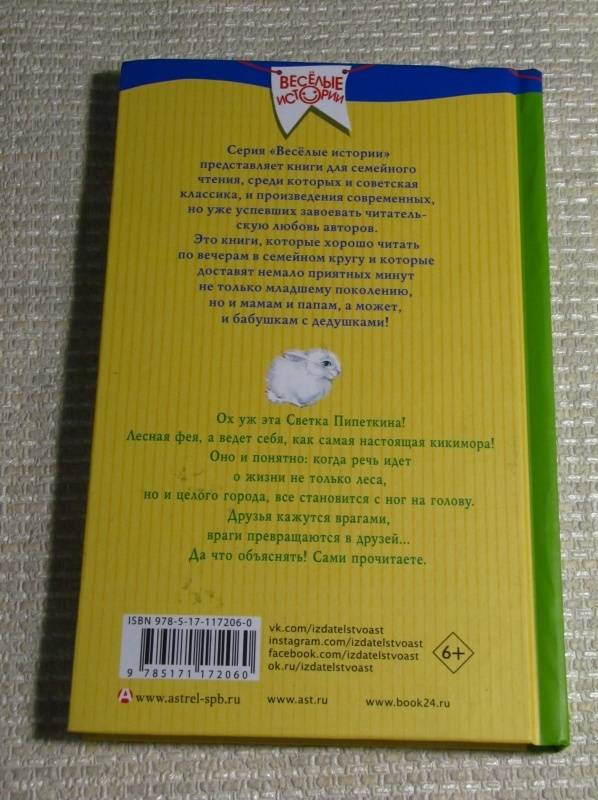 ВЕСЁЛЫЕ
ИСТОРИИ
Серия «Весёлые истории»
представляет книги для семейного
чтения, среди которых и советская
классика, и произведения современных,
но уже успевших завоевать читатель-
скую любовь авторов.
Это книги, которые хорошо читать
по вечерам в семейном кругу и которые
доставят немало приятных минут
не только младшему поколению,
но и мамам и папам, а может,
и бабушкам с дедушками!
Ох уж эта Светка Пипеткина!
Лесная фея, а ведет себя, как самая настоящая кикимора!
Оно и понятно: когда речь идет
о жизни не только леса,
но и целого города, все становится с ног на голову.
Друзья кажутся врагами,
враги превращаются в друзей...
Да что объяснять! Сами прочитаете.
ISBN 978-5-17-117206-0
9 785171 172060
vk.com/izdatelstvoast
instagram.com/izdatelstvoast
facebook.com/izdatelstvoast
ok.ru/izdatelstvoast
6+
A www.astrel-spb.ru www.ast.ru www.book24.ru